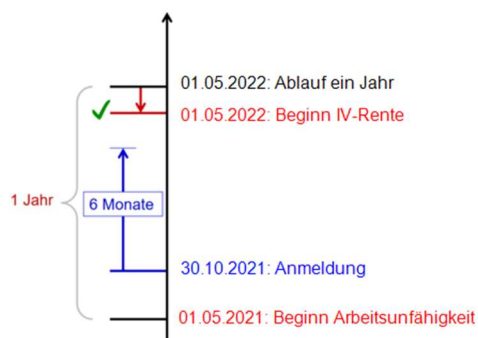 01.05.2022: Ablauf ein Jahr
01.05.2022: Beginn IV-Rente
1 Jahr
6 Monate
30.10.2021: Anmeldung
01.05.2021: Beginn Arbeitsunfähigkeit